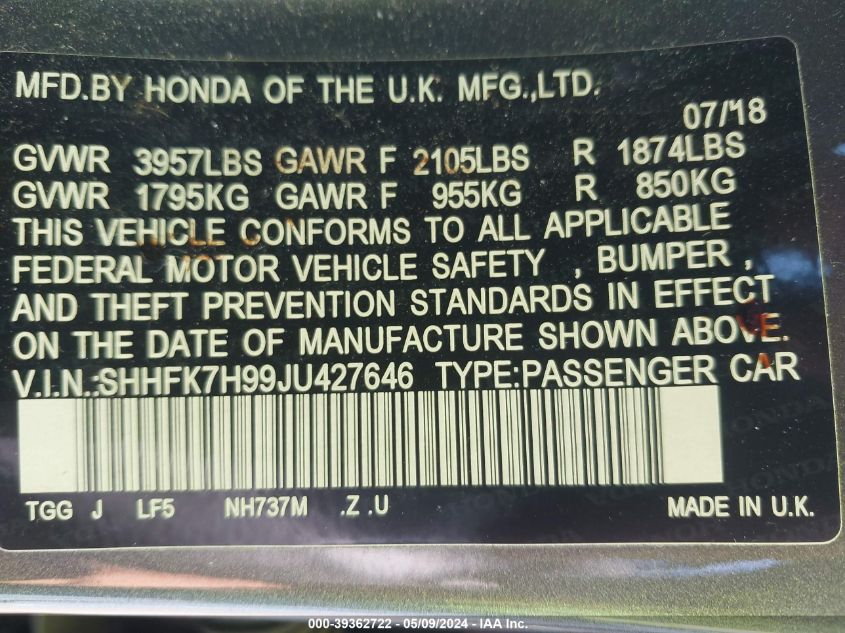 MFD.BY HONDA OF THE U.K. MFG.,LTD.
07/18
GVWR 3957LBS GAWR F 2105LBS R 1874LBS
GVWR 1795KG GAWR F 955KG R 850KG
THIS VEHICLE CONFORMS TO ALL APPLICABLE
FEDERAL MOTOR VEHICLE SAFETY , BUMPER ,
AND THEFT PREVENTION STANDARDS IN EFFECT
ON THE DATE OF MANUFACTURE SHOWN ABOVE.
V.I.N.:SHHFK7H99JU427646 TYPE:PASSENGER CAR
TGG J LF5 NH737M .Z .U MADE IN U.K.
000-39362722 - 05/09/2024 - IAA Inc.